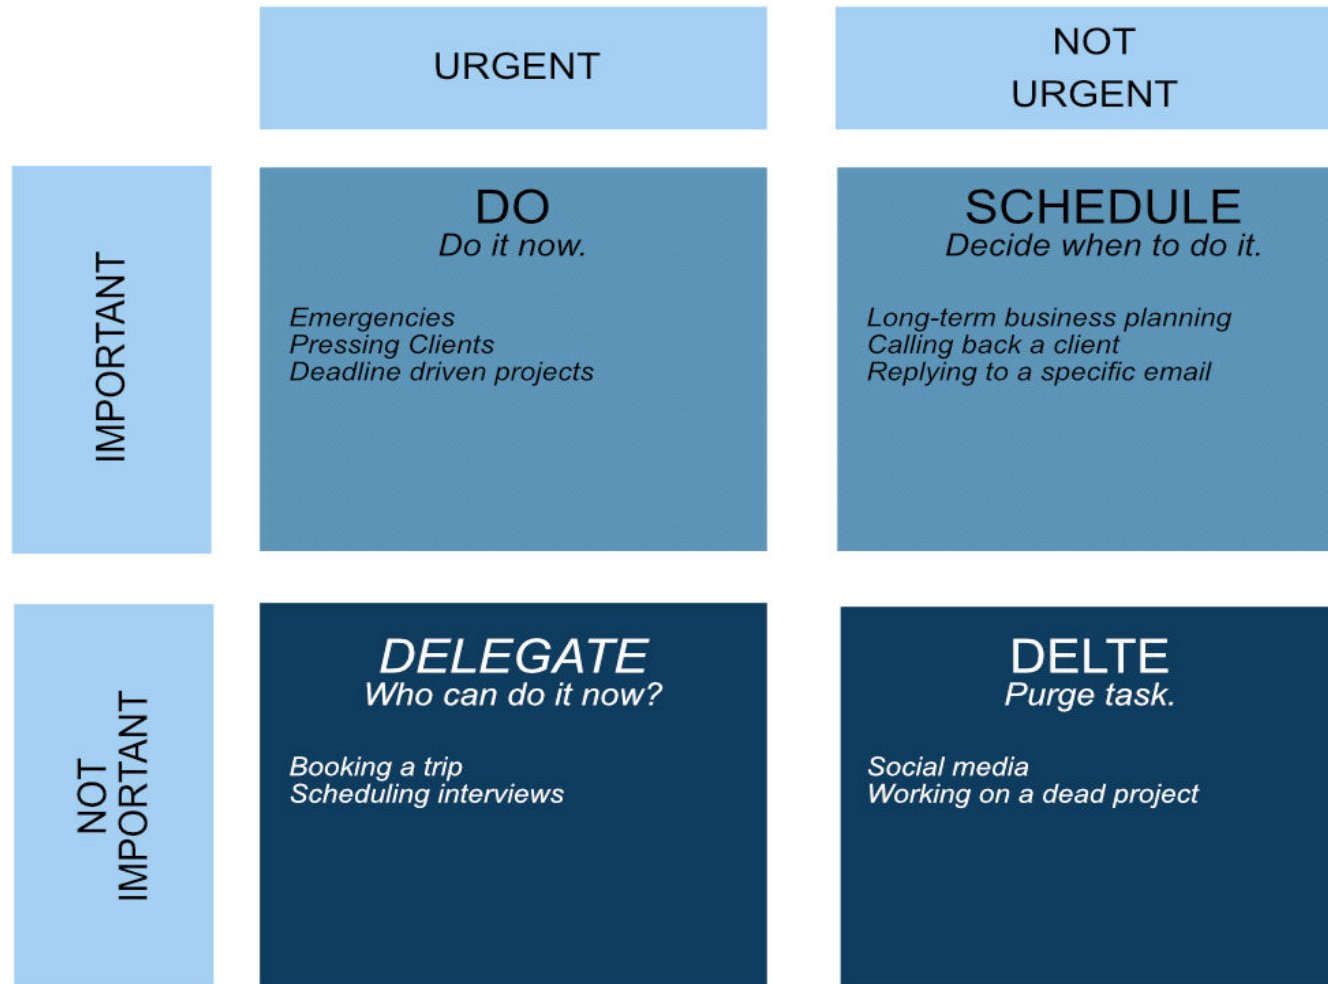 URGENT
NOT
URGENT
IMPORTANT
DO
Do it now.
Emergencies
Pressing Clients
Deadline driven projects
SCHEDULE
Decide when to do it.
Long-term business planning
Calling back a client
Replying to a specific email
NOT
IMPORTANT
DELEGATE
Who can do it now?
Booking a trip
Scheduling interviews
DELTE
Purge task.
Social media
Working on a dead project